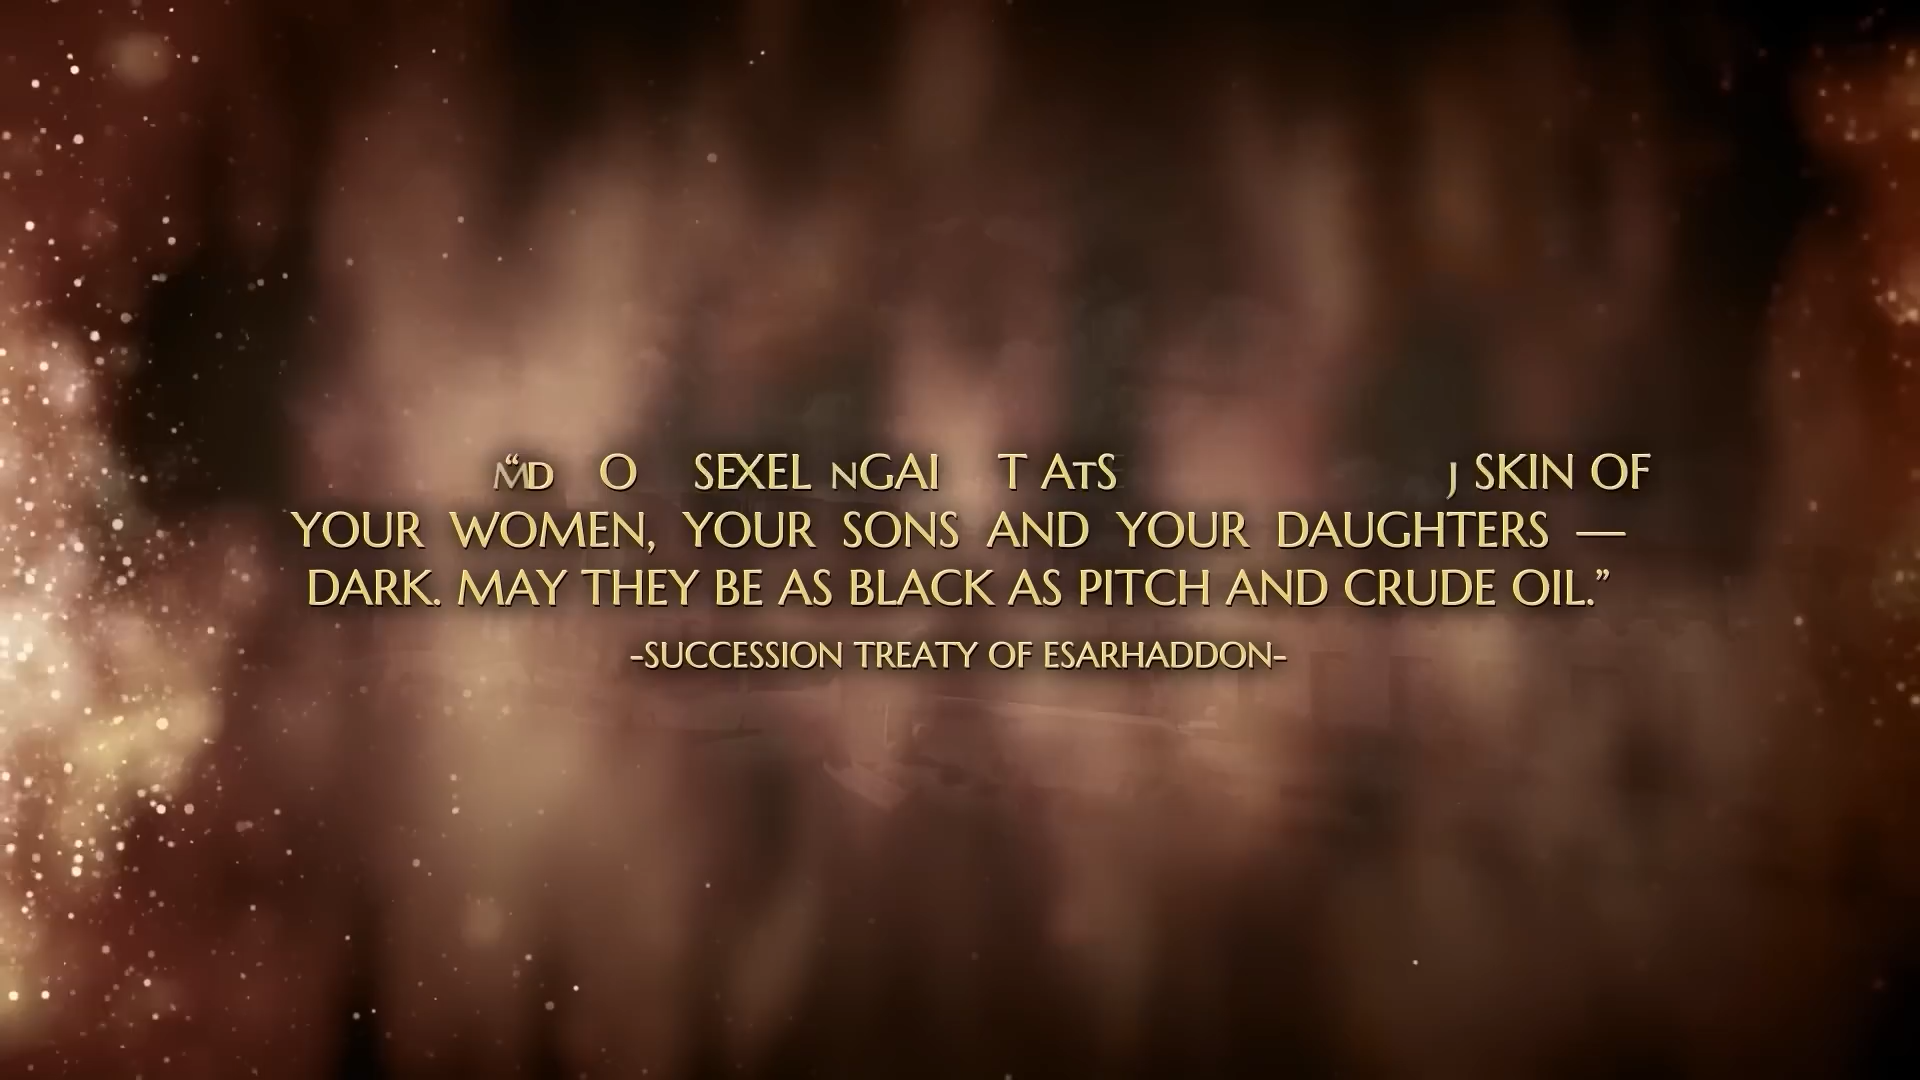 SKIN OF
YOUR WOMEN, YOUR SONS AND YOUR DAUGHTERS —
DARK. MAY THEY BE AS BLACK AS PITCH AND CRUDE OIL.”
-SUCCESSION TREATY OF ESARHADDON-